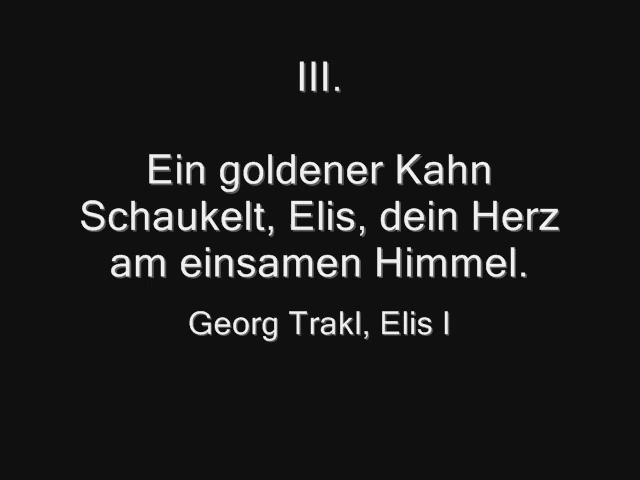 III.
Ein goldener Kahn
Schaukelt, Elis, dein Herz
am einsamen Himmel.
Georg Trakl, Elis I